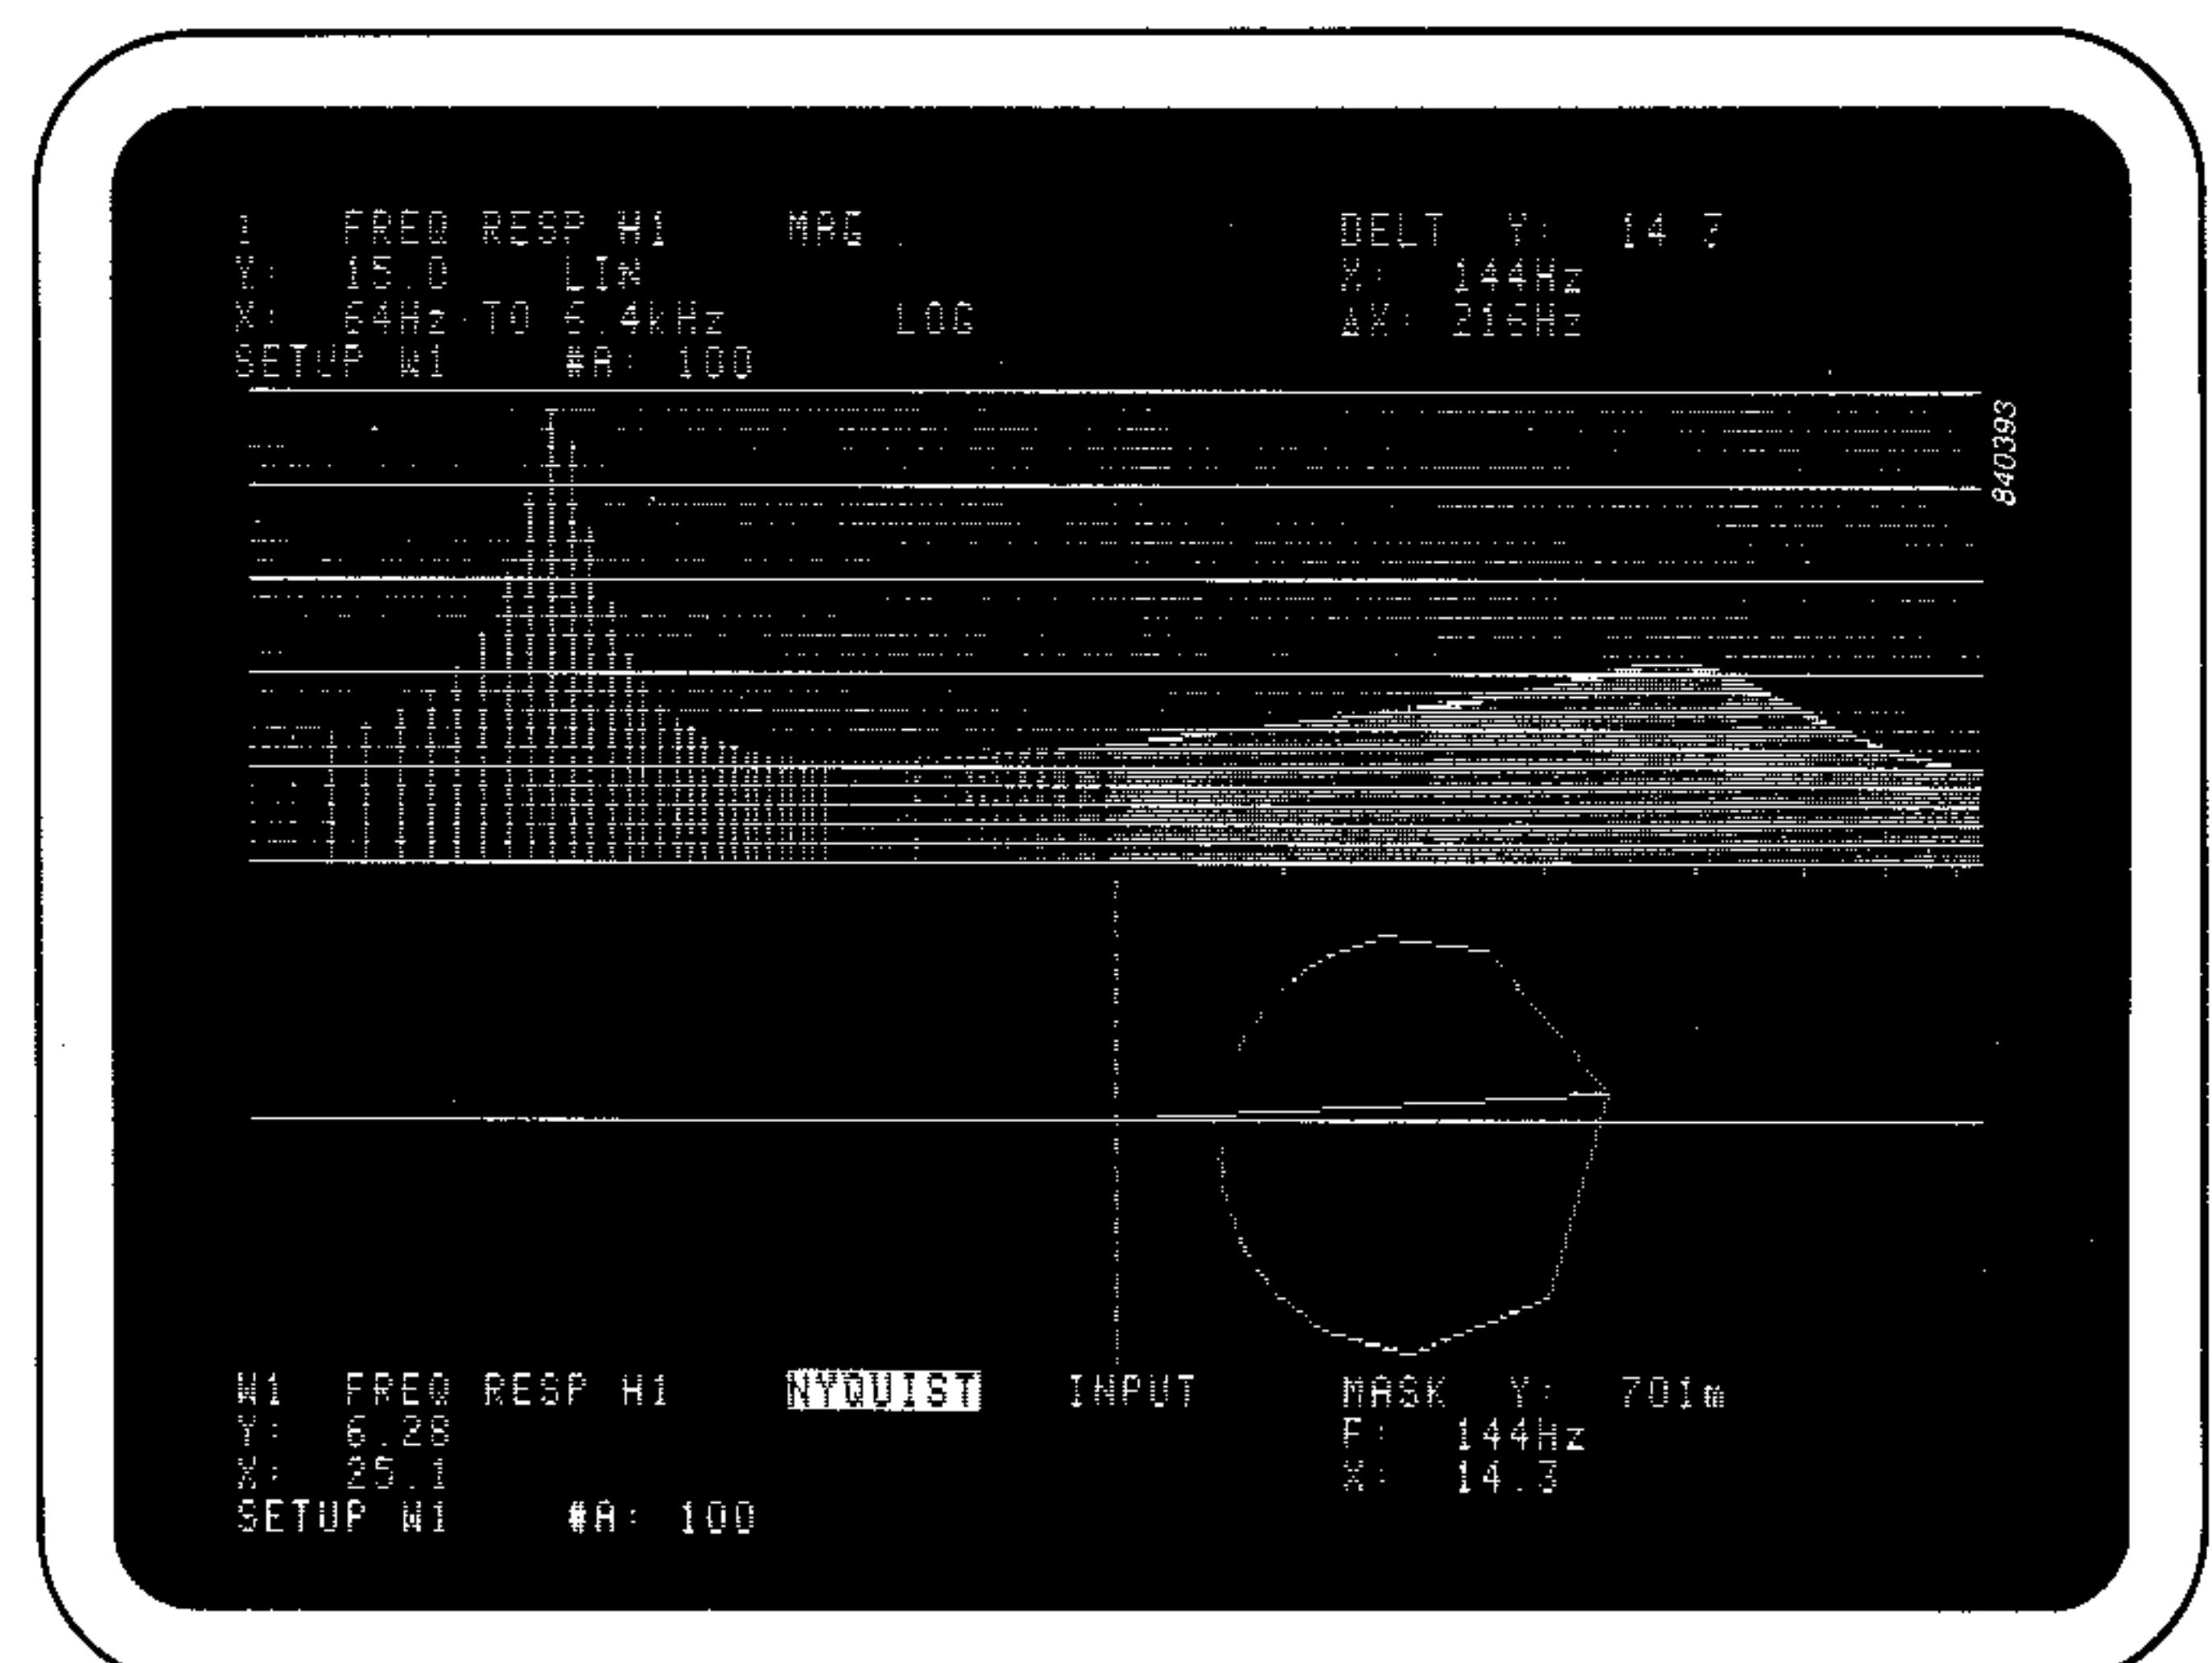 1 FREQ RESP H1 MAG DELT Y: 14.3
Y: 15.0 LIN X: 144Hz
X: 64Hz TO 6.4kHz LOG ΔX: 216Hz
SETUP W1 #A: 100
840393
W1 FREQ RESP H1 NYQUIST INPUT MASK Y: 701m
Y: 6.28 F: 144Hz
X: 25.1 X: 14.3
SETUP W1 #A: 100